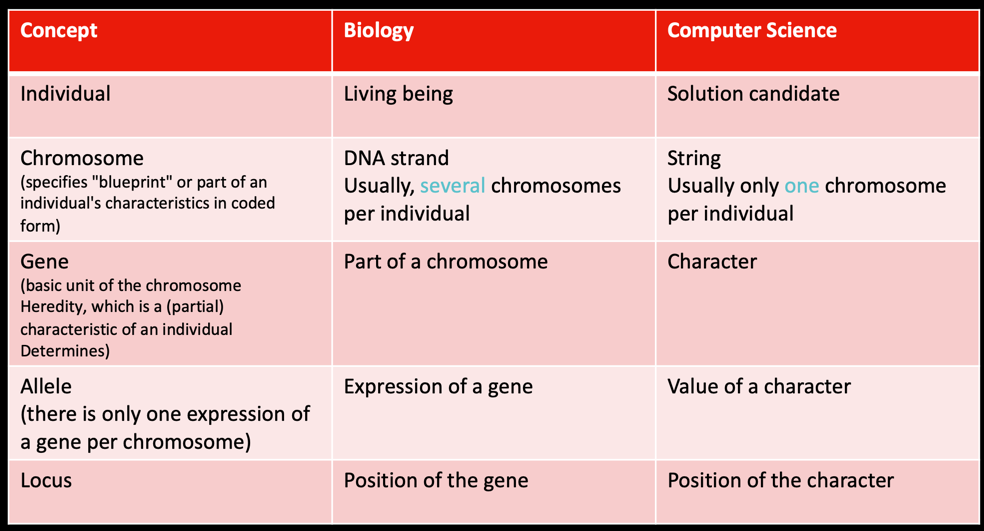 Concept
Biology
Computer Science
Individual
Living being
Solution candidate
Chromosome
(specifies "blueprint" or part of an
individual's characteristics in coded
form)
DNA strand
Usually, several chromosomes
per individual
String
Usually only one chromosome
per individual
Gene
(basic unit of the chromosome
Heredity, which is a (partial)
characteristic of an individual
Determines)
Part of a chromosome
Character
Allele
(there is only one expression of
a gene per chromosome)
Expression of a gene
Value of a character
Locus
Position of the gene
Position of the character